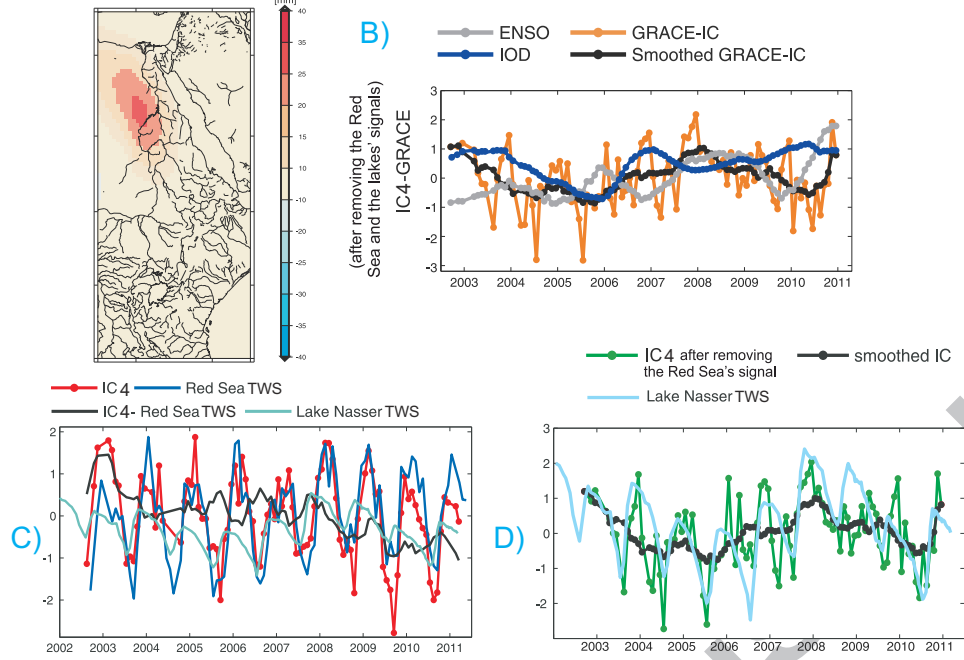 [mm]
40
35
30
25
20
15
10
-10
-15
-20
-25
-30
-35
-40
B)
ENSO GRACE-IC
IOD Smoothed GRACE-IC
(after removing the Red
Sea and the lakes' signals)
IC4-GRACE
3
2
1
0
-1
-2
-3
2003 2004 2005 2006 2007 2008 2009 2010 2011
IC4 Red Sea TWS
IC4- Red Sea TWS Lake Nasser TWS
C)
2
1
0
-1
-2
2002 2003 2004 2005 2006 2007 2008 2009 2010 2011
IC4 after removing
the Red Sea's signal
smoothed IC
Lake Nasser TWS
D)
3
2
1
0
-1
-2
2003 2004 2005 2006 2007 2008 2009 2010 2011